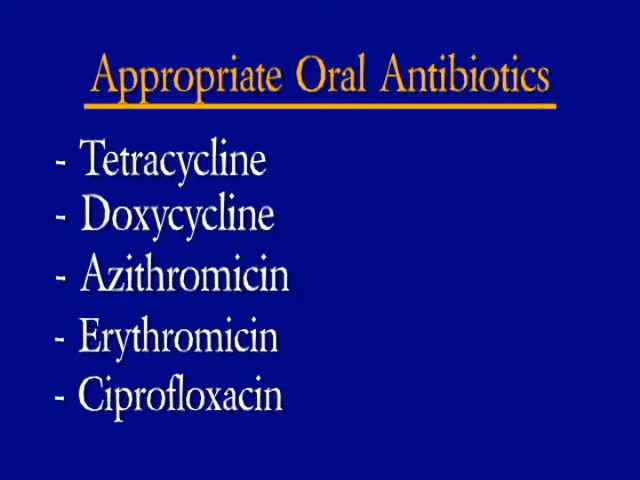 Appropriate Oral Antibiotics
- Tetracycline
- Doxycycline
- Azithromicin
- Erythromicin
- Ciprofloxacin